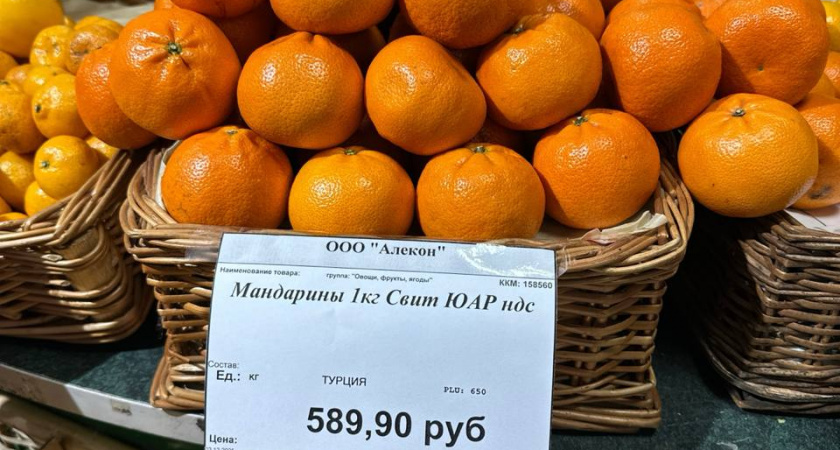 ООО "Алекон"
Наименование товара: группа: "Овощи, фрукты, ягоды" ККМ: 158560
Мандарины 1кг Свит ЮАР ндс
Состав:
Ед.: кг ТУРЦИЯ PLU: 650
Цена: 589,90 руб